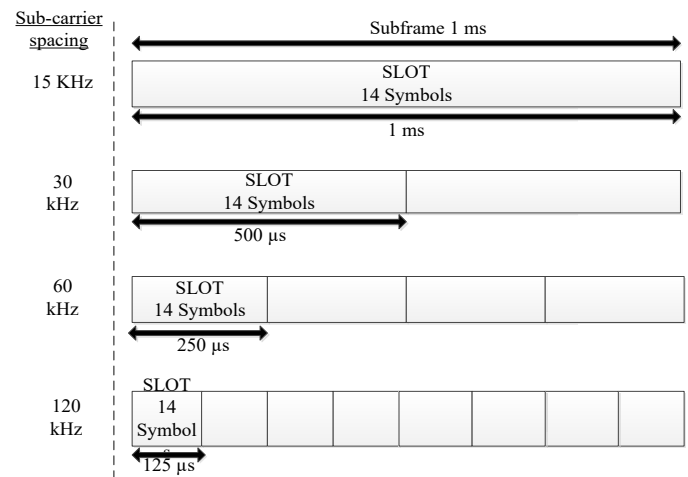 Sub-carrier
spacing
Subframe 1 ms
15 KHz
SLOT
14 Symbols
1 ms
30
kHz
SLOT
14 Symbols
500 µs
60
kHz
SLOT
14 Symbols
250 µs
120
kHz
SLOT
14
Symbol
s
125 µs